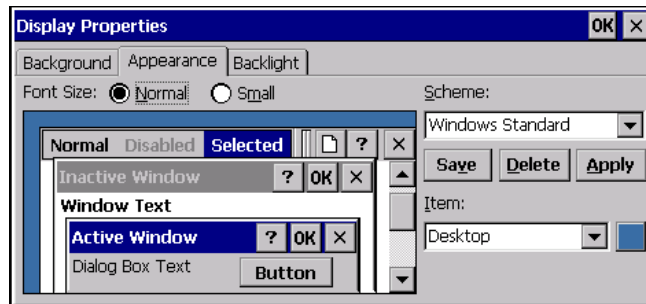 Display Properties OK ×
Background Appearance Backlight
Font Size: Normal Small
Scheme:
Windows Standard
Normal Disabled Selected ? ×
Save Delete Apply
Inactive Window ? OK ×
Item:
Window Text
Desktop
Active Window ? OK ×
Dialog Box Text
Button